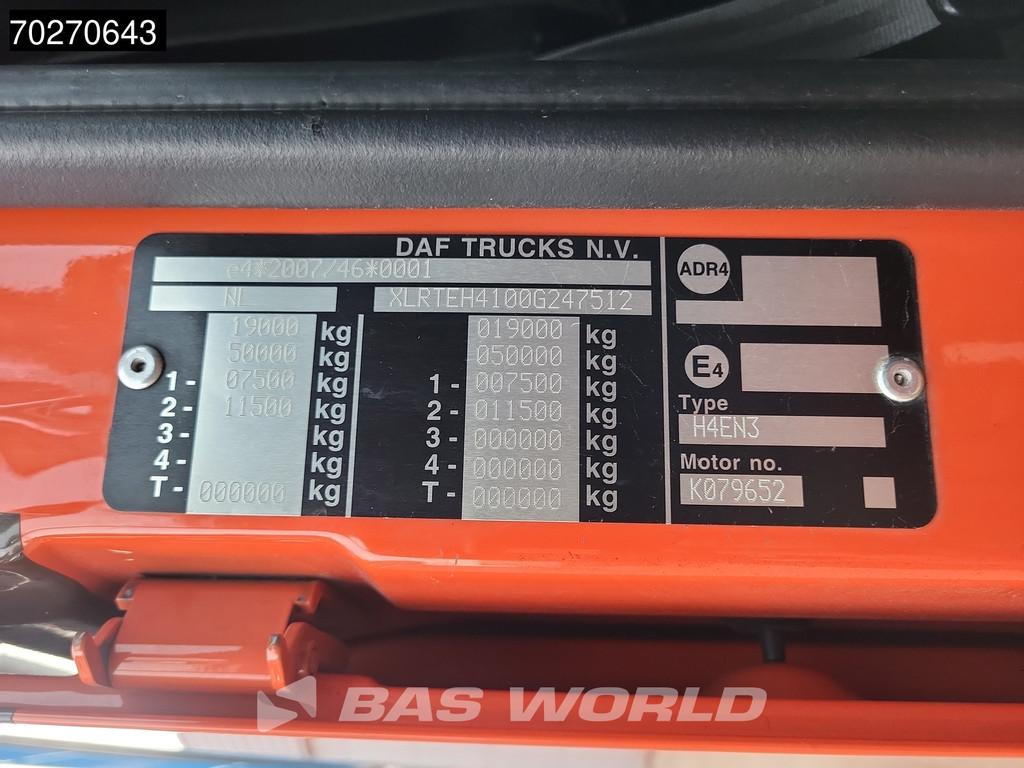 70270643
DAF TRUCKS N.V.
e4*2007/46*0001
NL XLRTEH4100G247512
19000 kg 019000 kg
50000 kg 050000 kg
1- 07500 kg 1- 007500 kg
2- 11500 kg 2- 011500 kg
3- kg 3- 000000 kg
4- kg 4- 000000 kg
T- 000000 kg T- 000000 kg
ADR4
E4
Type
H4EN3
Motor no.
K079652
BAS WORLD